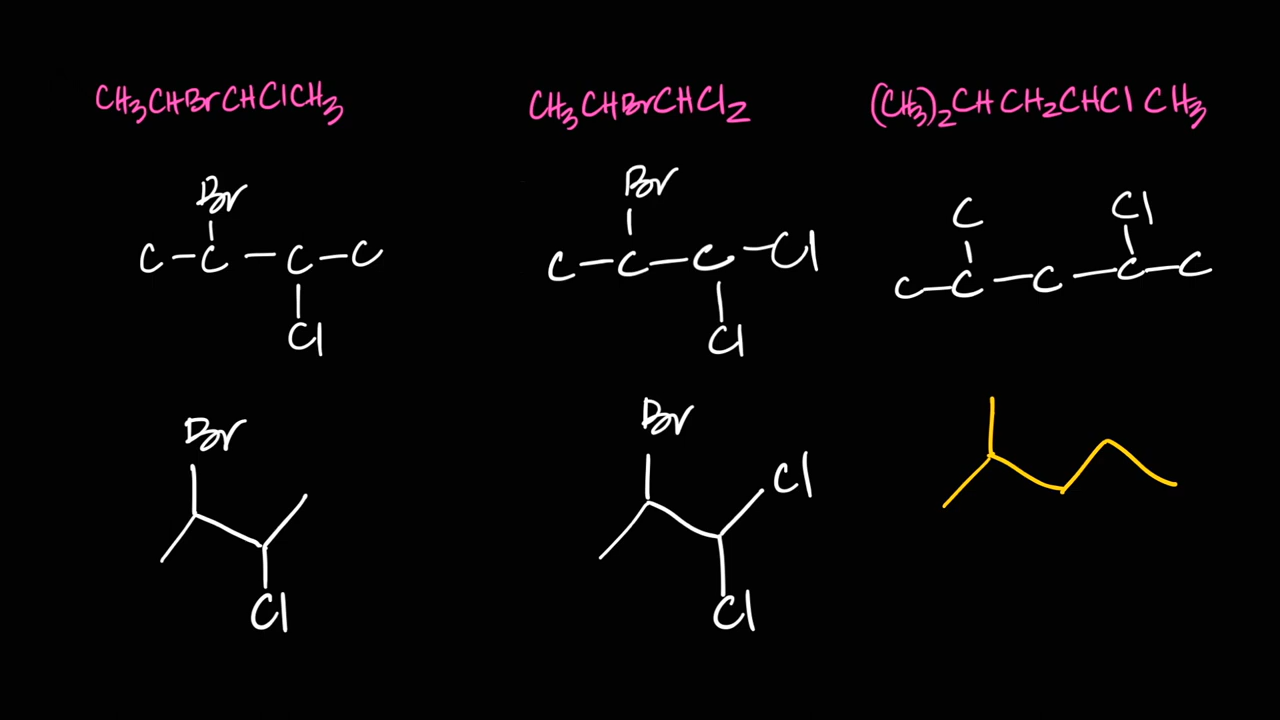 CH3CHBrCHClCH3 CH3CHBrCHCl2 (CH3)2CHCH2CHClCH3
Br Br C Cl
C-C-C-C C-C-C-Cl C-C-C-C-C
Cl Cl
Br Br
Cl
Cl Cl